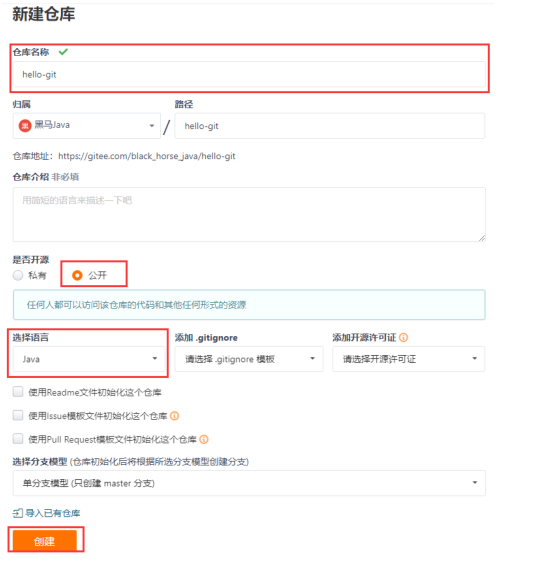 新建仓库
仓库名称
hello-git
归属 路径
黑 黑马Java / hello-git
仓库地址：https://gitee.com/black_horse_java/hello-git
仓库介绍 非必填
用简短的语言来描述一下吧
是否开源
私有 公开
任何人都可以访问该仓库的代码和其他任何形式的资源
选择语言 添加 .gitignore 添加开源许可证
Java 请选择 .gitignore 模板 请选择开源许可证
使用Readme文件初始化这个仓库
使用Issue模板文件初始化这个仓库
使用Pull Request模板文件初始化这个仓库
选择分支模型 (仓库初始化后将根据所选分支模型创建分支)
单分支模型 (只创建 master 分支)
导入已有仓库
创建